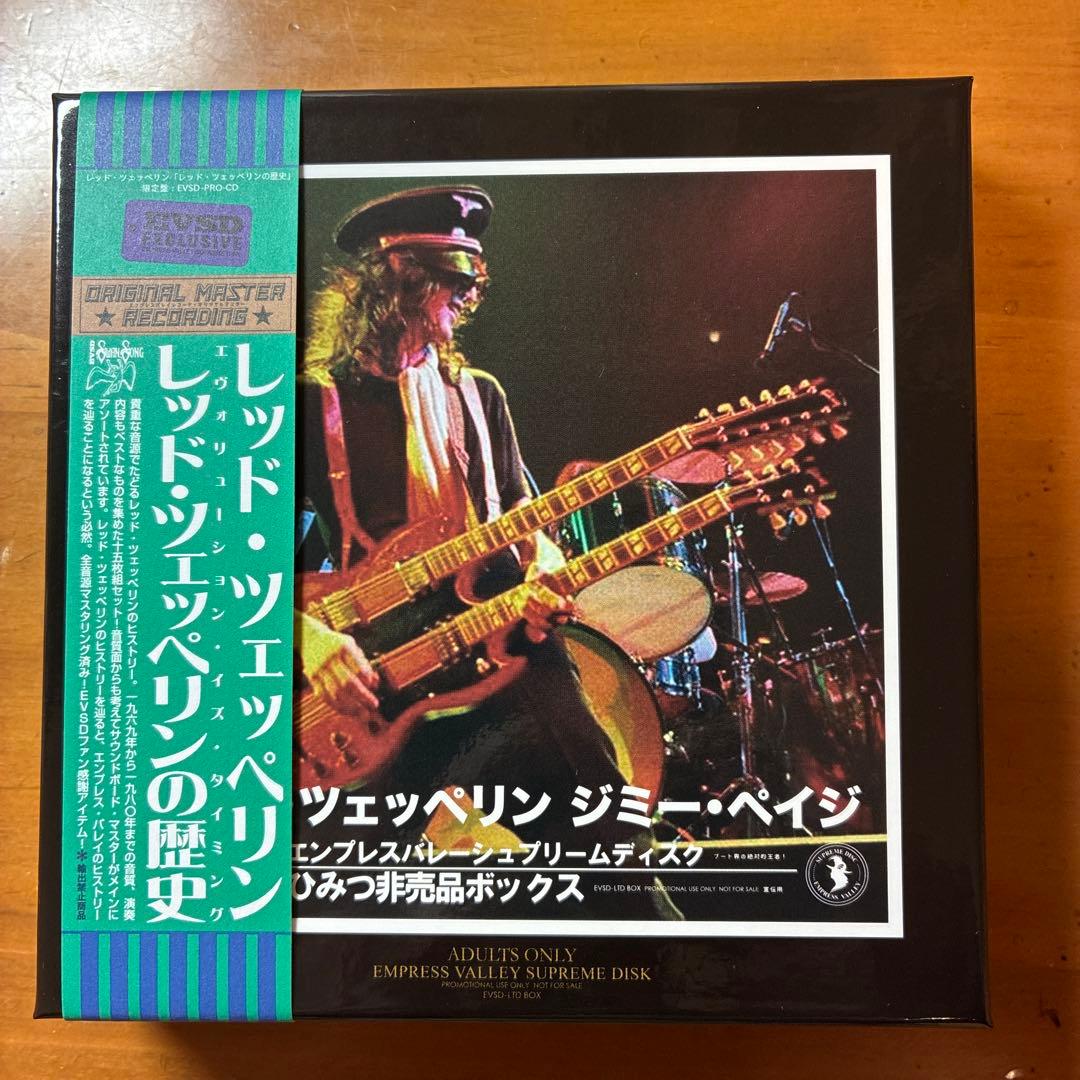 レッド・ツェッペリン「レッド・ツェッペリンの歴史」
限定盤:EVSD-PRO-CD
EVSD
EXCLUSIVE
ORIGINAL MASTER
★ RECORDING ★
SWAN SONG
レッド・ツェッペリン
エヴォリューション・イズ・タイミング
レッド・ツェッペリンの歴史
貴重な音源でたどるレッド・ツェッペリンのヒストリー。一九六九年から一九八〇年までの音質、演奏
内容もベストなものを集めた十五枚組セット!音質面からも考えてサウンドボード・マスターがメインに
アソートされています。レッド・ツェッペリンのヒストリーを辿ると、エンプレス・バレイのヒストリー
を辿ることになるという必然。全音源マスタリング済み!EVSDファン感謝アイテム!*輸出禁止商品
ツェッペリン ジミー・ペイジ
エンプレスバレーシュプリームディスク
ブート界の絶対的王者!
ひみつ非売品ボックス
EVSD-LTD BOX PROMOTIONAL USE ONLY NOT FOR SALE 宣伝用
SUPREME DISC
EMPRESS VALLEY
ADULTS ONLY
EMPRESS VALLEY SUPREME DISK
PROMOTIONAL USE ONLY NOT FOR SALE
EVSD-LTD BOX